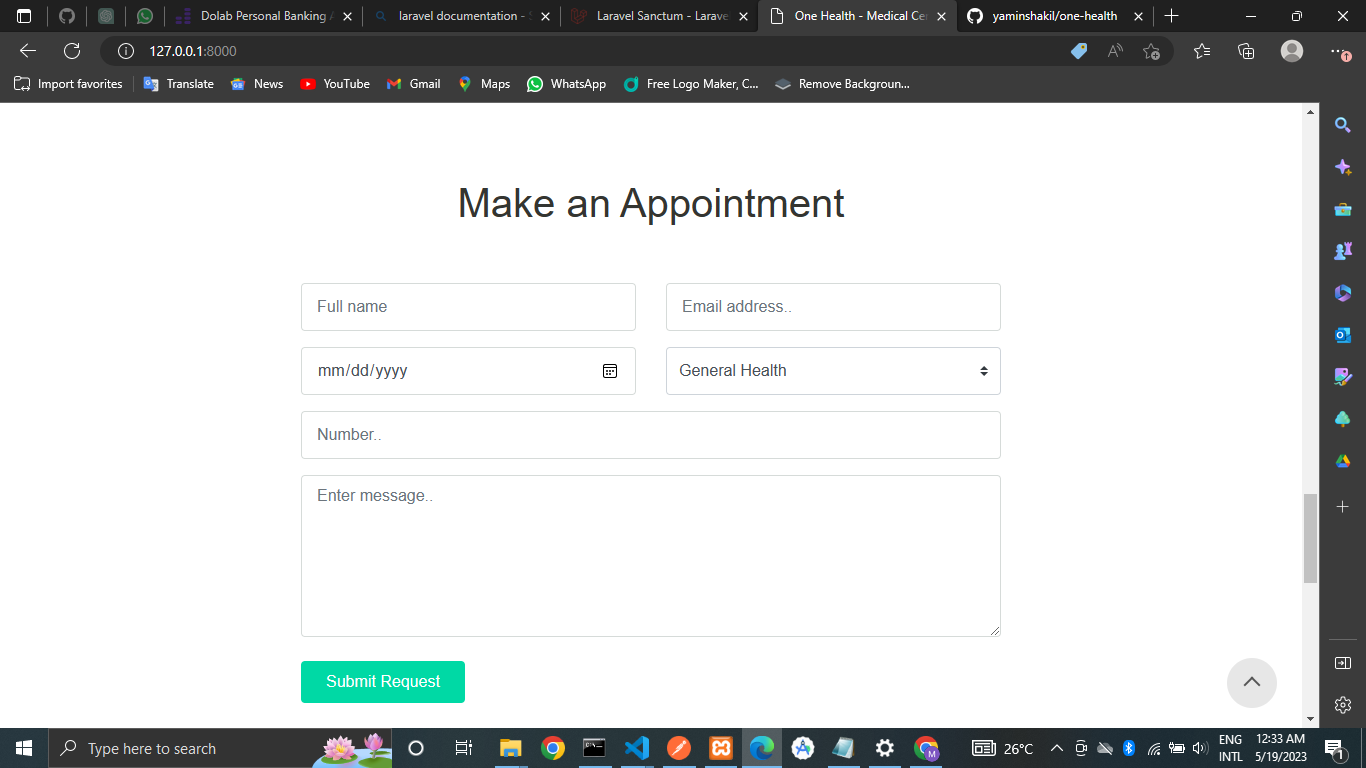 Dolab Personal Banking
laravel documentation -
Laravel Sanctum - Larave
One Health - Medical Ce
yaminshakil/one-health
127.0.0.1:8000
Import favorites
Translate
News
YouTube
Gmail
Maps
WhatsApp
Free Logo Maker, C...
Remove Backgroun...
Make an Appointment
Full name
Email address..
mm/dd/yyyy
General Health
Number..
Enter message..
Submit Request
Type here to search
26°C
ENG
INTL
12:33 AM
5/19/2023
1